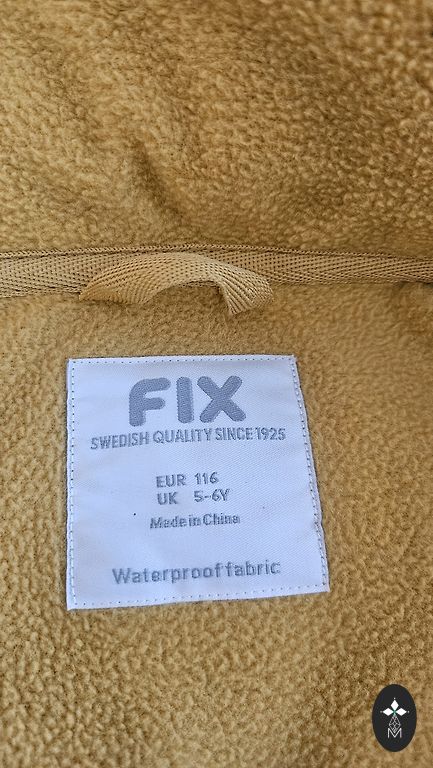 FIX
SWEDISH QUALITY SINCE 1925
EUR 116
UK 5-6Y
Made in China
Waterproof fabric
M